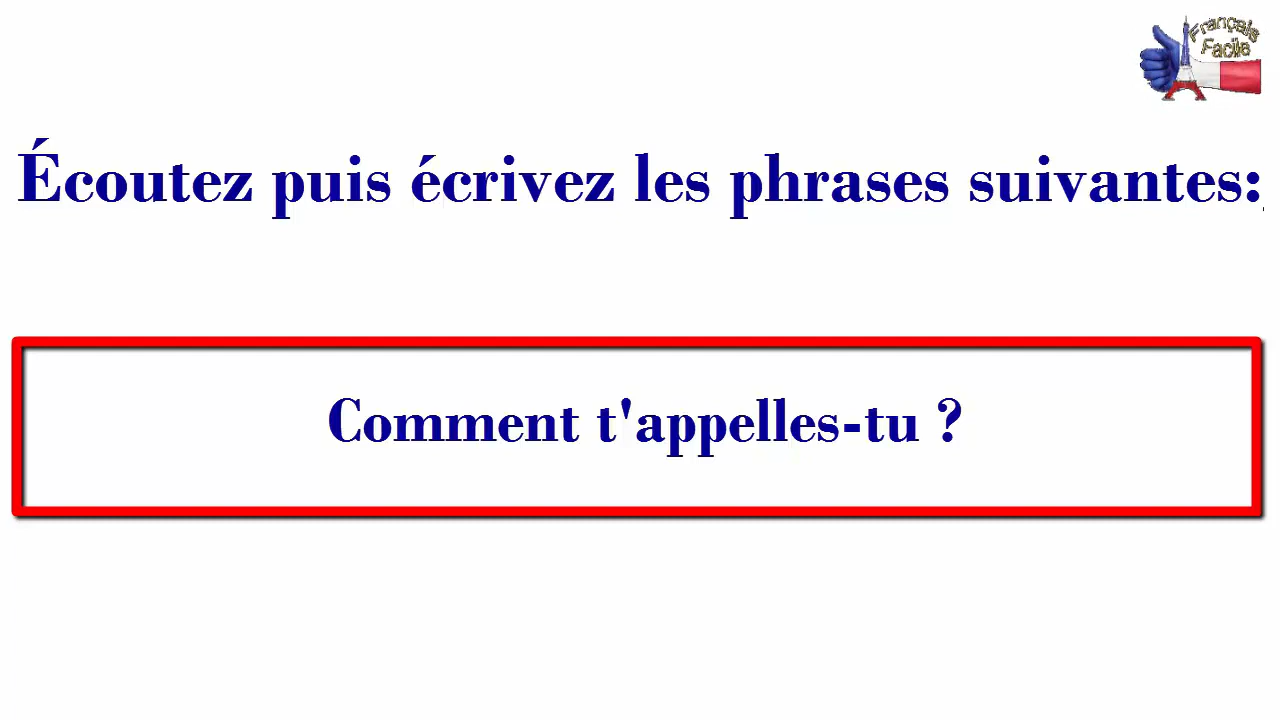 Français
Facile
Écoutez puis écrivez les phrases suivantes:
Comment t'appelles-tu ?